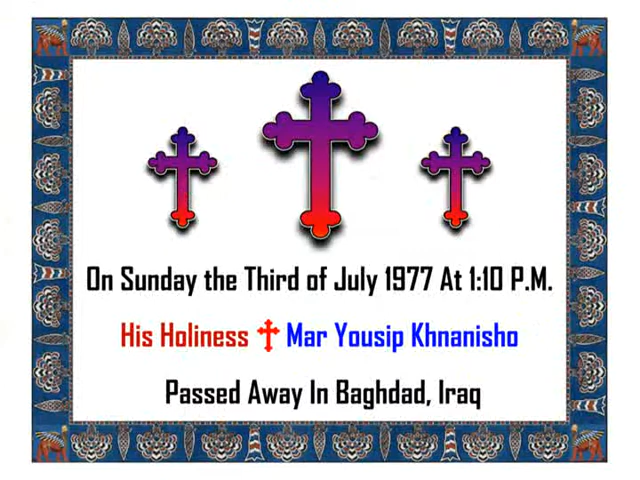 On Sunday the Third of July 1977 At 1:10 P.M.
His Holiness Mar Yousip Khnanisho
Passed Away In Baghdad, Iraq